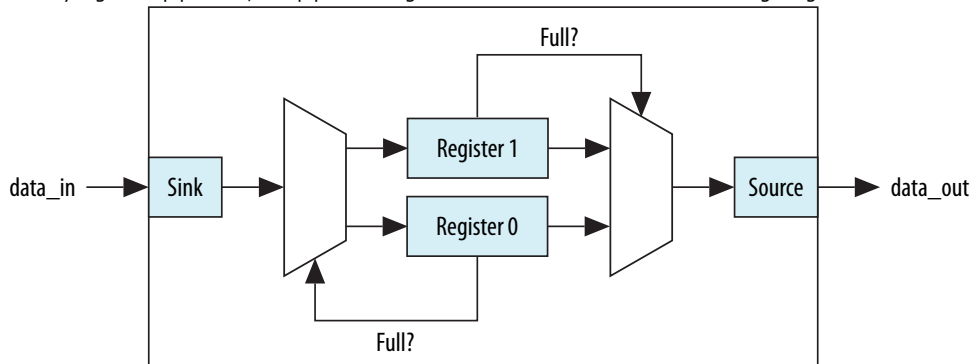 Full?
Register 1
data_in
Sink
Source
data_out
Register 0
Full?